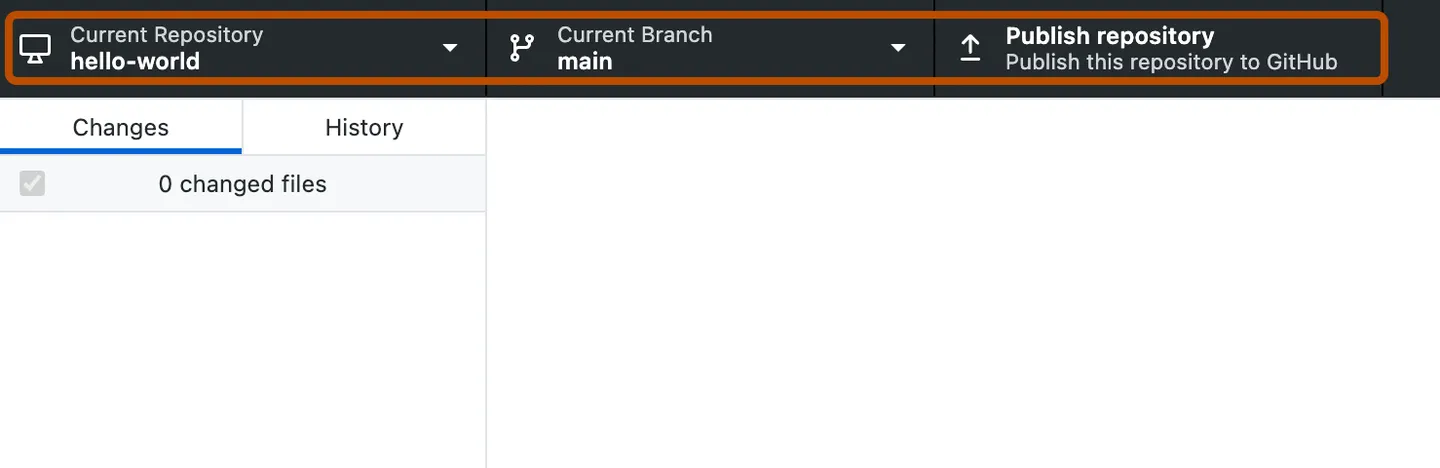 Current Repository
hello-world
Current Branch
main
Publish repository
Publish this repository to GitHub
Changes
History
0 changed files